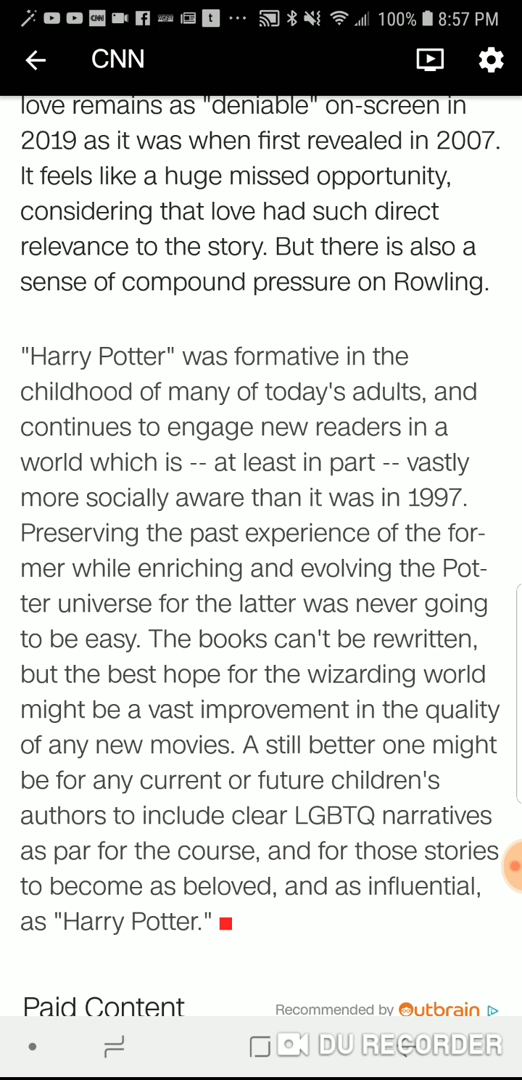 100% 8:57 PM
CNN
love remains as "deniable" on-screen in
2019 as it was when first revealed in 2007.
It feels like a huge missed opportunity,
considering that love had such direct
relevance to the story. But there is also a
sense of compound pressure on Rowling.
"Harry Potter" was formative in the
childhood of many of today's adults, and
continues to engage new readers in a
world which is -- at least in part -- vastly
more socially aware than it was in 1997.
Preserving the past experience of the for-
mer while enriching and evolving the Pot-
ter universe for the latter was never going
to be easy. The books can't be rewritten,
but the best hope for the wizarding world
might be a vast improvement in the quality
of any new movies. A still better one might
be for any current or future children's
authors to include clear LGBTQ narratives
as par for the course, and for those stories
to become as beloved, and as influential,
as "Harry Potter."
Paid Content Recommended by Outbrain
DU RECORDER